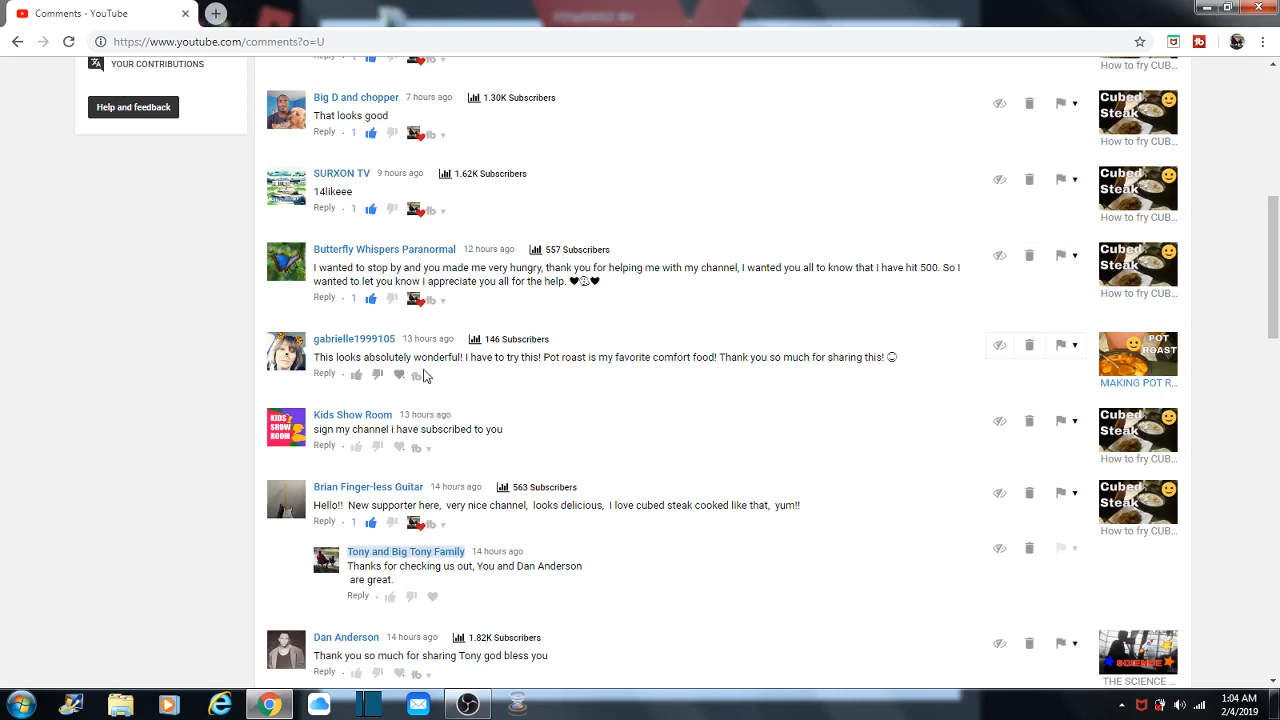 POWERED BY
Comments - YouTube
https://www.youtube.com/comments?o=U
YOUR CONTRIBUTIONS
Help and feedback
Reply · 1
How to fry CUB...
Big D and chopper 7 hours ago 1.30K Subscribers
That looks good
Reply · 1
Cubed
Steak
How to fry CUB...
SURXON TV 9 hours ago 1.62K Subscribers
14likeee
Reply · 1
Cubed
Steak
How to fry CUB...
Butterfly Whispers Paranormal 12 hours ago 557 Subscribers
I wanted to stop by and you made me very hungry, thank you for helping me with my channel, I wanted you all to know that i have hit 500. So I
wanted to let you know I appreciate you all for the help. ♥😘♥
Reply · 1
Cubed
Steak
How to fry CUB...
gabrielle1999105 13 hours ago 146 Subscribers
This looks absolutely wonderful! I have to try this! Pot roast is my favorite comfort food! Thank you so much for sharing this! ☺
Reply ·
POT
ROAST
MAKING POT R...
Kids Show Room 13 hours ago
sign my channel i have subscribed to you
Reply ·
KIDS
SHOW
ROOM
Cubed
Steak
How to fry CUB...
Brian Finger-less Guitar 14 hours ago 563 Subscribers
Hello!! New supporter here, very nice channel, looks delicious, I love cubed steak cooked like that, yum!!
Reply · 1
Cubed
Steak
How to fry CUB...
Tony and Big Tony Family 14 hours ago
Thanks for checking us out, You and Dan Anderson
are great.
Reply ·
Dan Anderson 14 hours ago 1.82K Subscribers
Thank you so much for sharing Tony god bless you
Reply ·
SCIENCE
THE SCIENCE ...
1:04 AM
2/4/2019